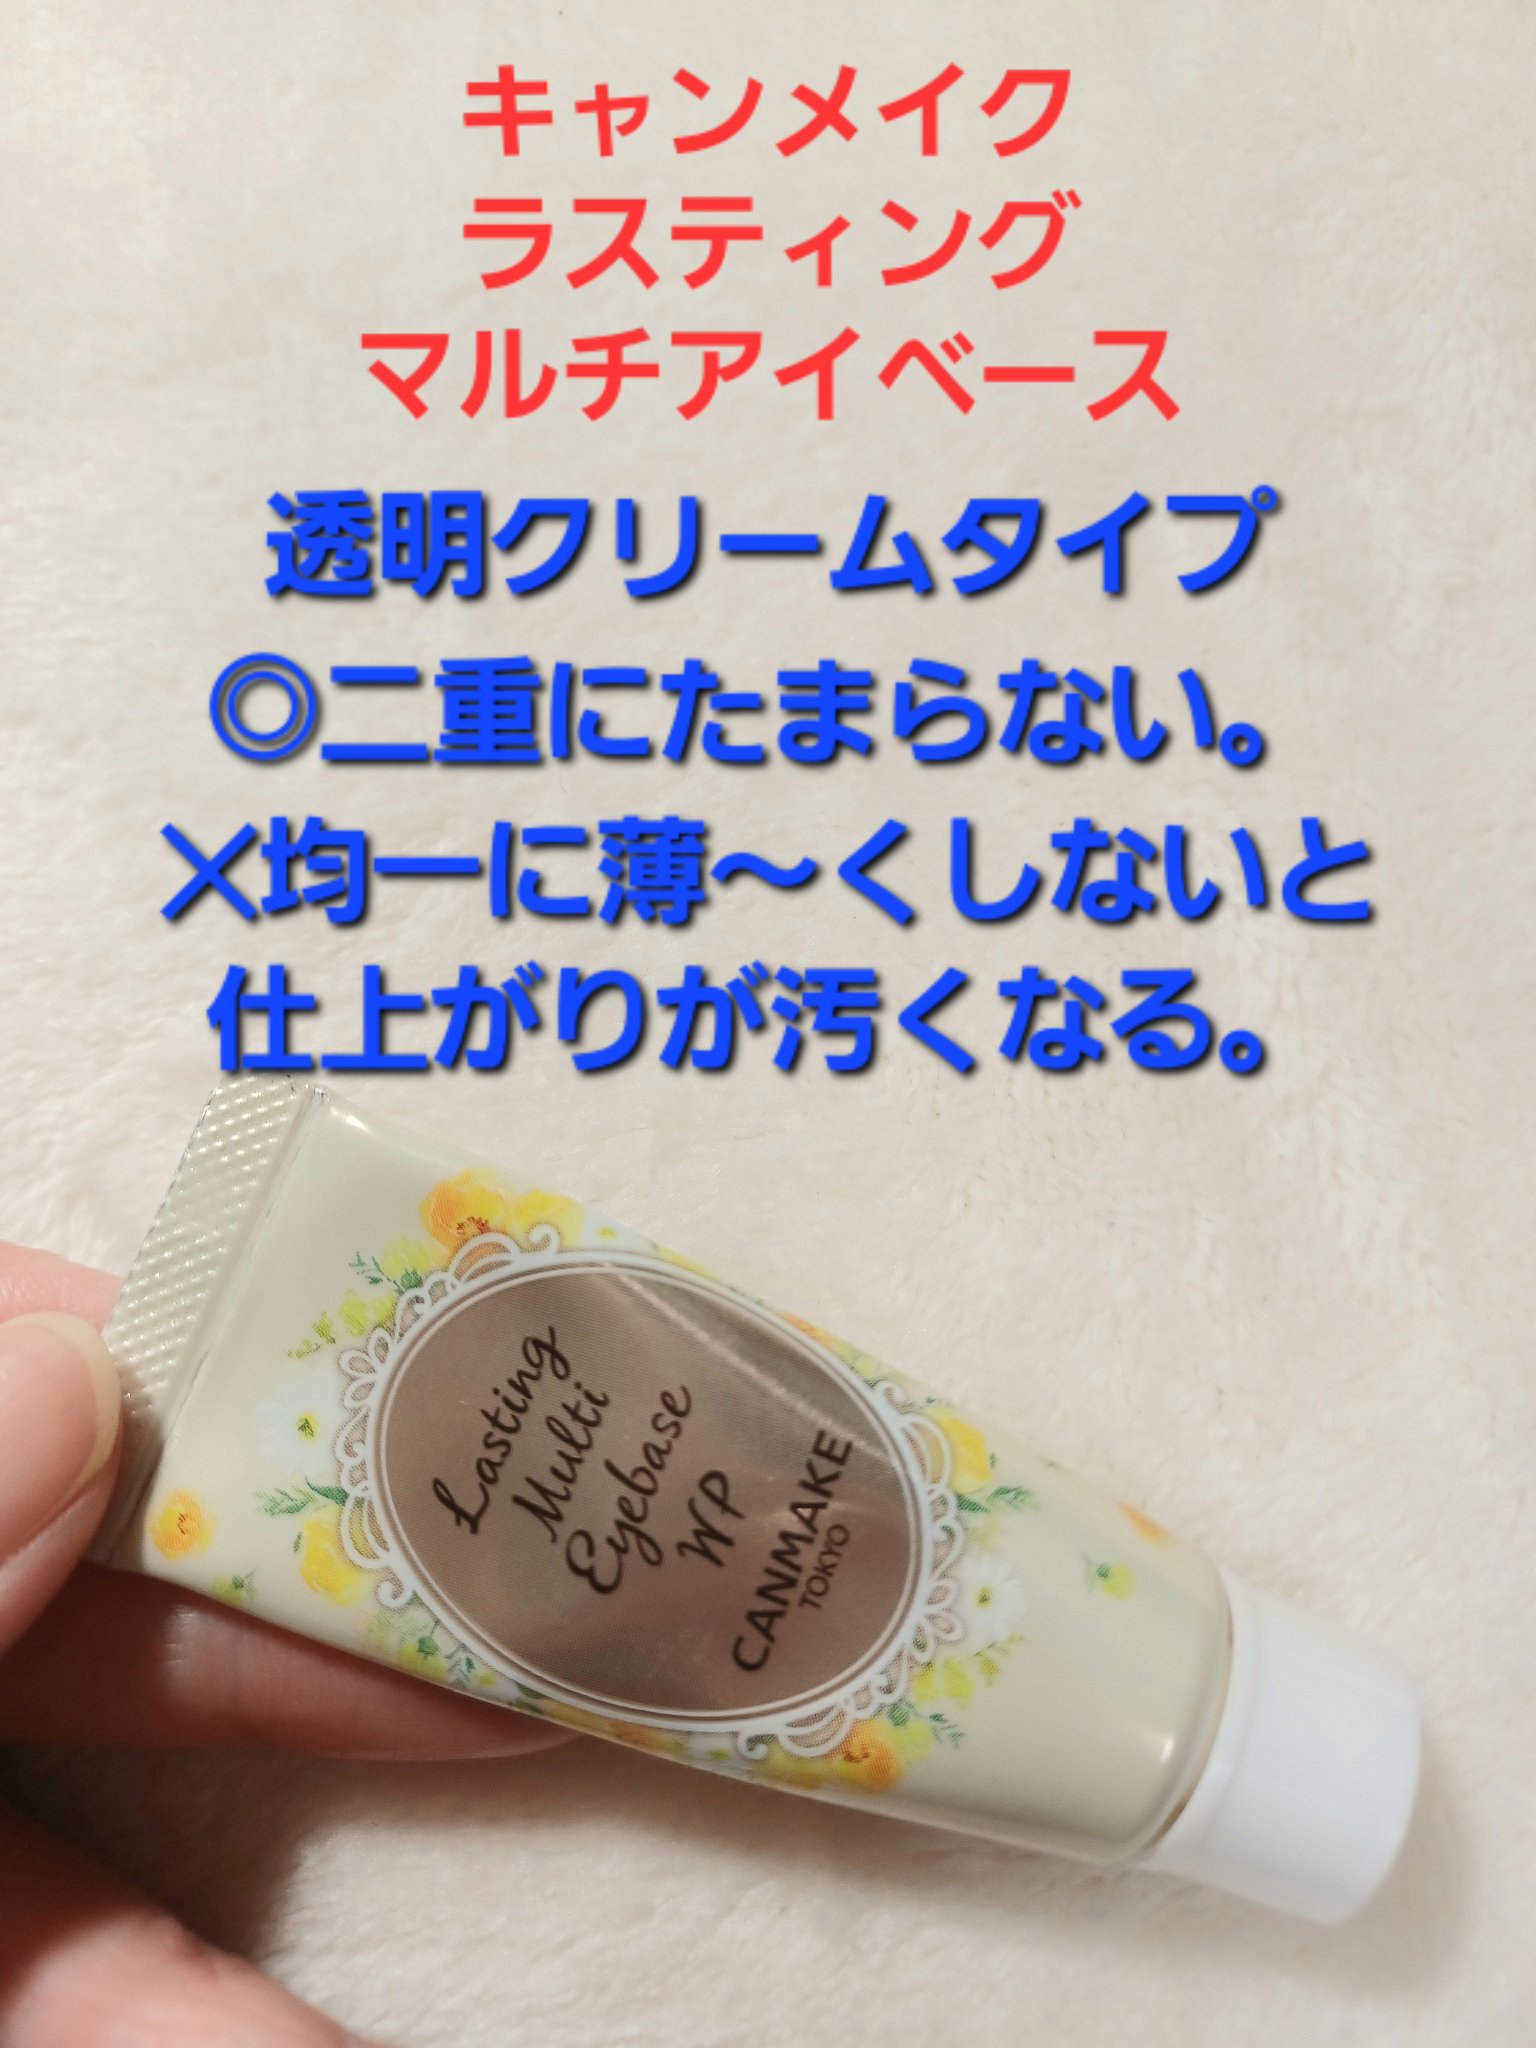 キャンメイク
ラスティング
マルチアイベース
透明クリームタイプ
◎二重にたまらない。
×均一に薄〜くしないと
仕上がりが汚くなる。
Lasting
Multi
Eyebase
WP
CANMAKE
TOKYO